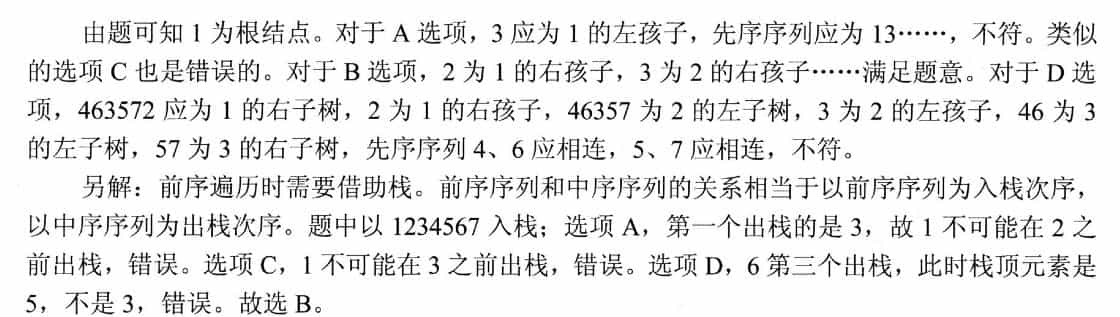 由题可知 1 为根结点。对于 A 选项，3 应为 1 的左孩子，先序序列应为 13……，不符。类似
的选项 C 也是错误的。对于 B 选项，2 为 1 的右孩子，3 为 2 的右孩子……满足题意。对于 D 选
项，463572 应为 1 的右子树，2 为 1 的右孩子，46357 为 2 的左子树，3 为 2 的左孩子，46 为 3
的左子树，57 为 3 的右子树，先序序列 4、6 应相连，5、7 应相连，不符。
另解：前序遍历时需要借助栈。前序序列和中序序列的关系相当于以前序序列为入栈次序，
以中序序列为出栈次序。题中以 1234567 入栈；选项 A，第一个出栈的是 3，故 1 不可能在 2 之
前出栈，错误。选项 C，1 不可能在 3 之前出栈，错误。选项 D，6 第三个出栈，此时栈顶元素是
5，不是 3，错误。故选 B。